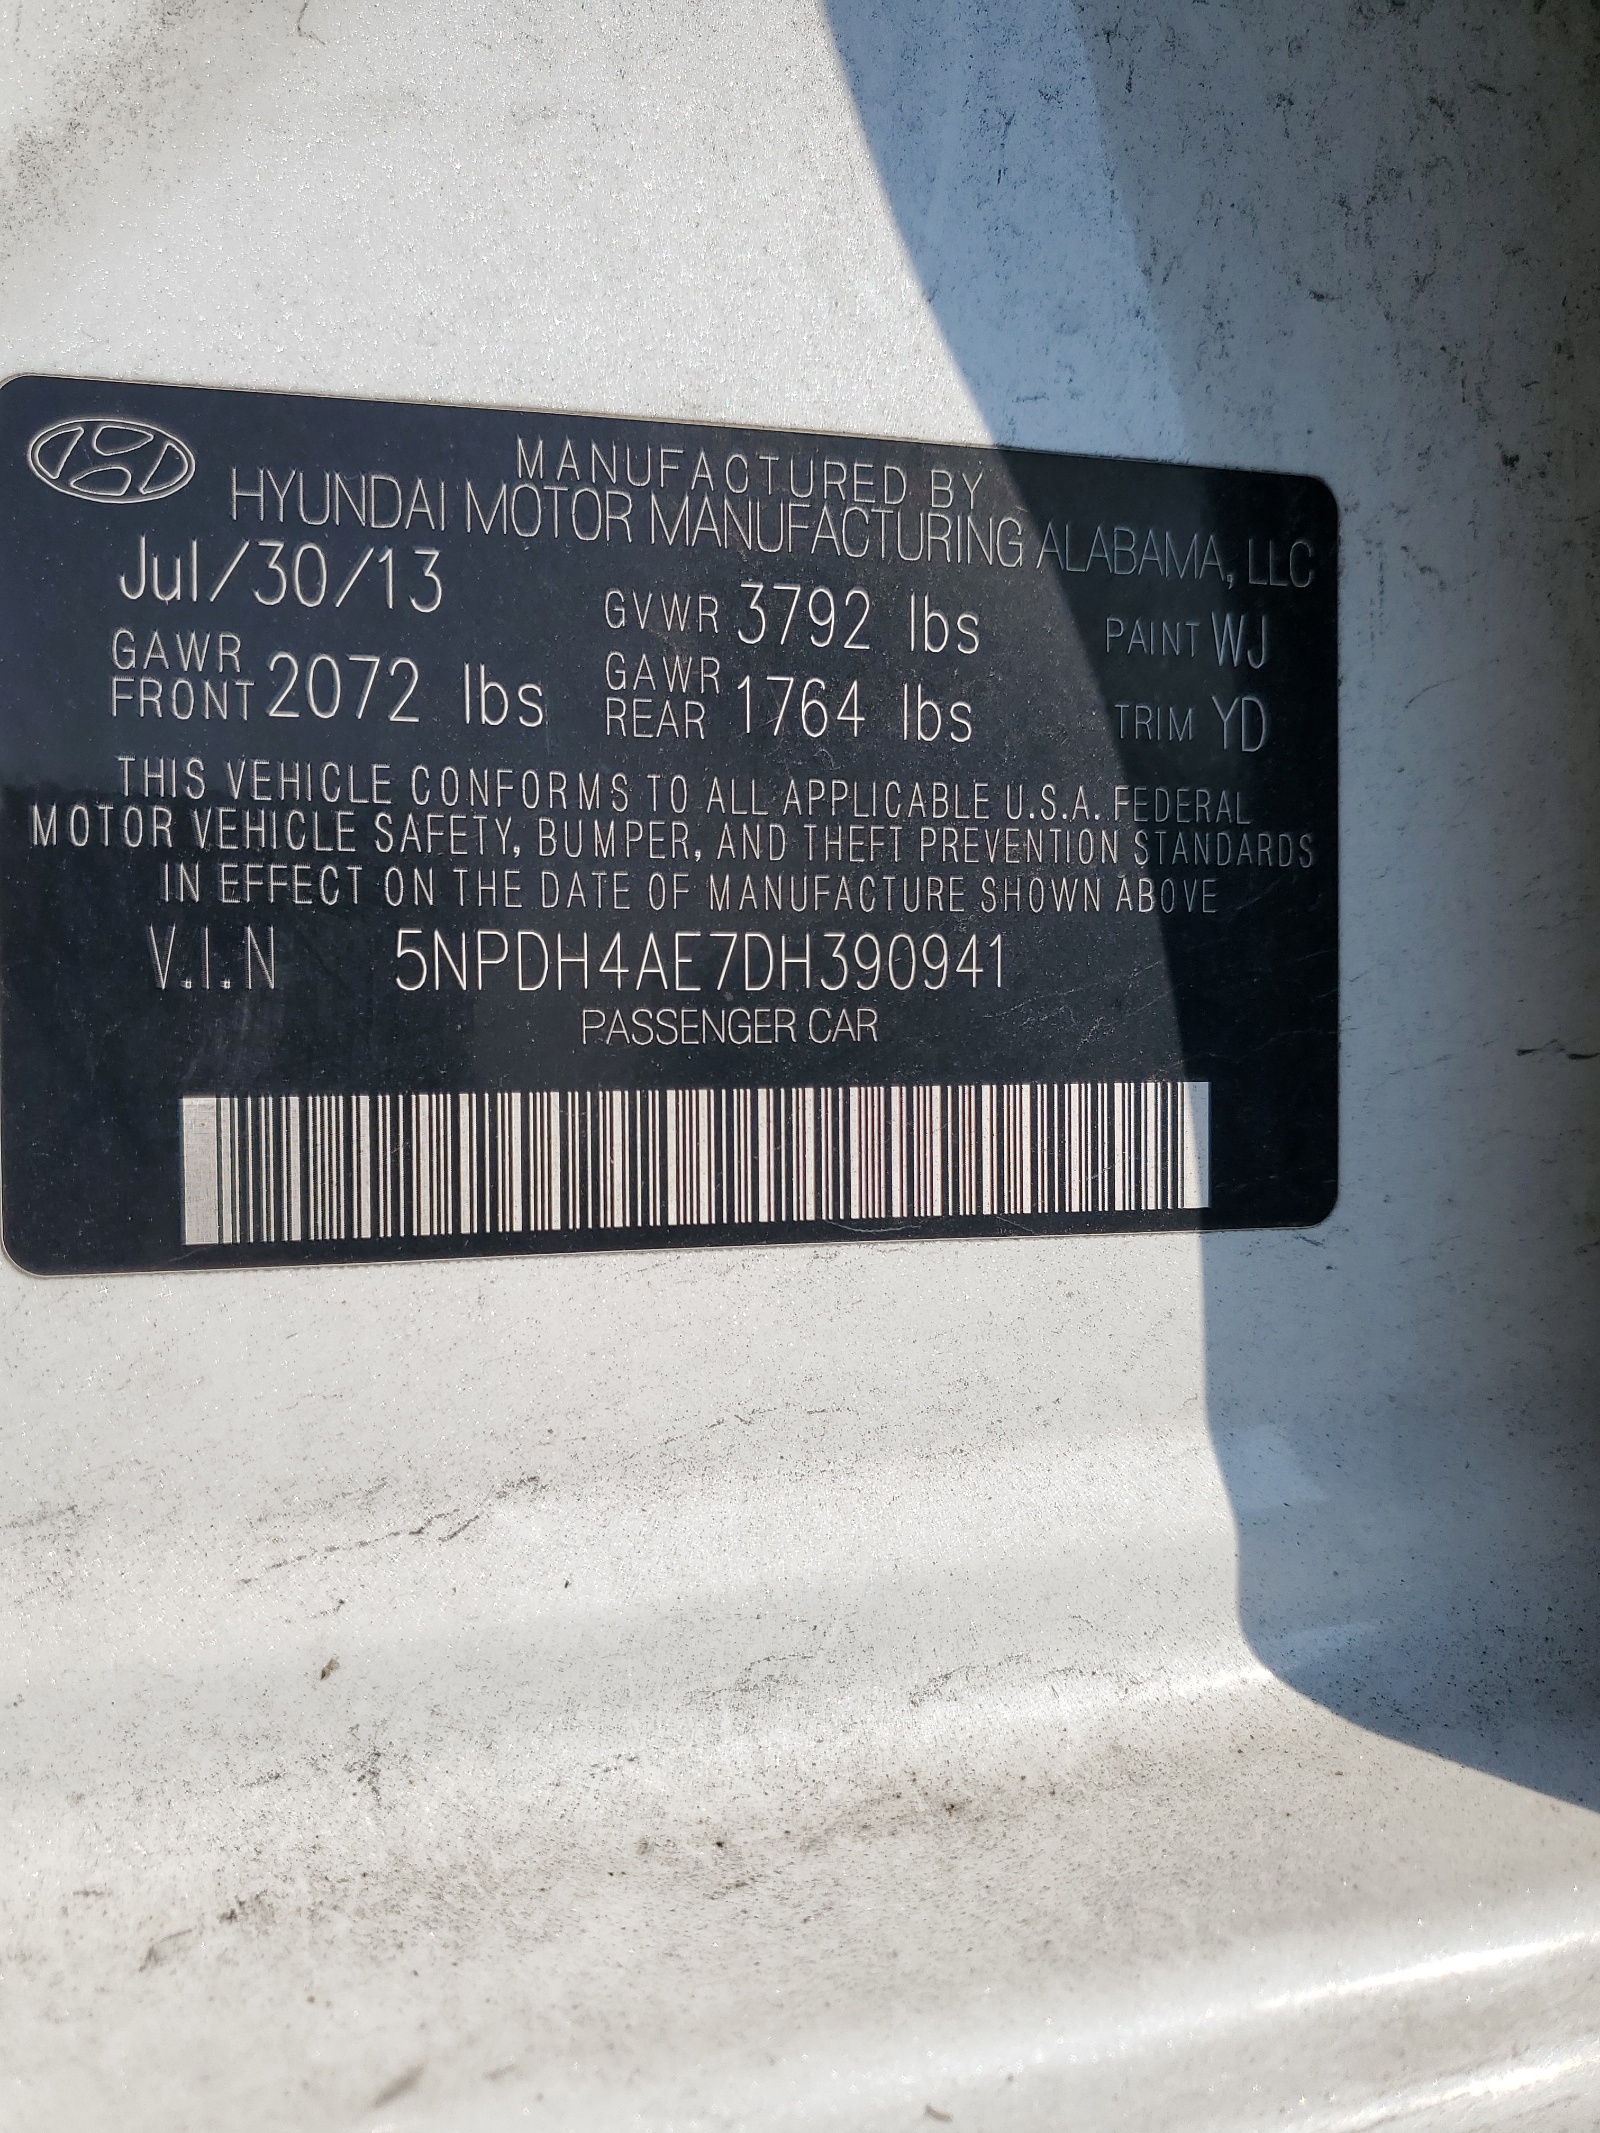 MANUFACTURED BY
HYUNDAI MOTOR MANUFACTURING ALABAMA, LLC
Jul/30/13 GVWR 3792 lbs PAINT WJ
GAWR FRONT 2072 lbs GAWR REAR 1764 lbs TRIM YD
THIS VEHICLE CONFORMS TO ALL APPLICABLE U.S.A. FEDERAL
MOTOR VEHICLE SAFETY, BUMPER, AND THEFT PREVENTION STANDARDS
IN EFFECT ON THE DATE OF MANUFACTURE SHOWN ABOVE
V.I.N 5NPDH4AE7DH390941
PASSENGER CAR